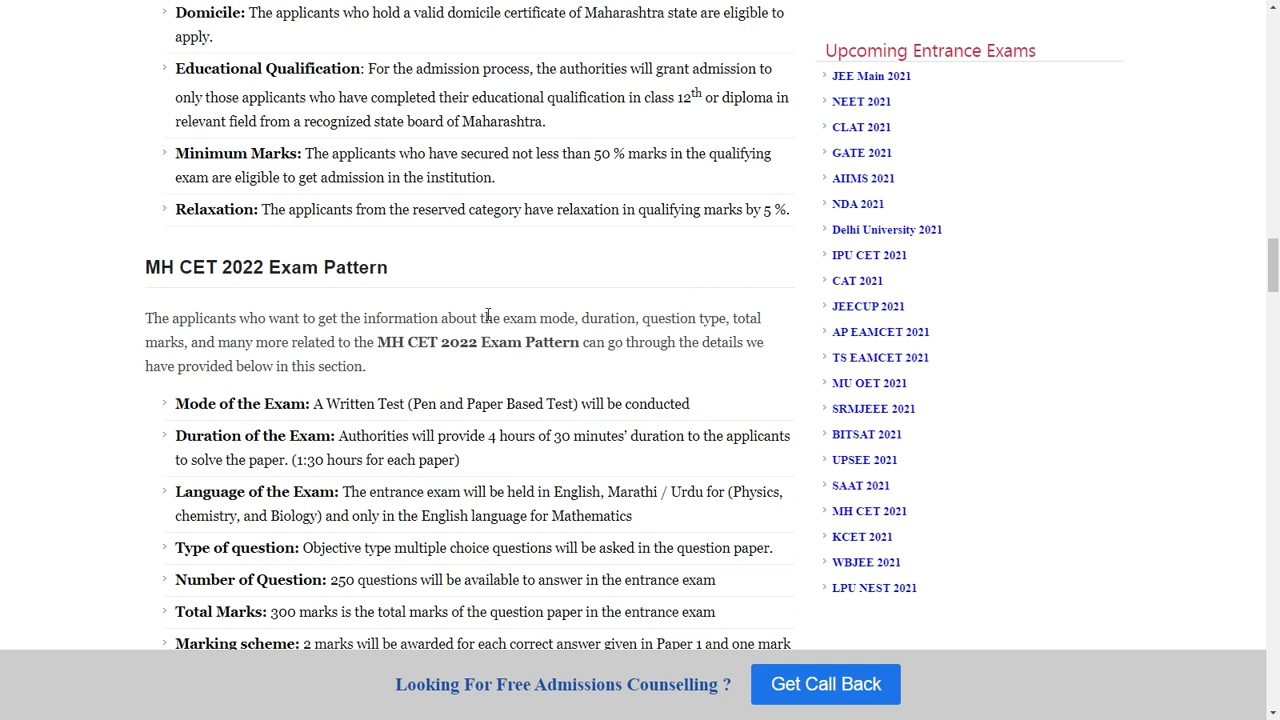 Domicile: The applicants who hold a valid domicile certificate of Maharashtra state are eligible to
apply.
Educational Qualification: For the admission process, the authorities will grant admission to
only those applicants who have completed their educational qualification in class 12th or diploma in
relevant field from a recognized state board of Maharashtra.
Minimum Marks: The applicants who have secured not less than 50 % marks in the qualifying
exam are eligible to get admission in the institution.
Relaxation: The applicants from the reserved category have relaxation in qualifying marks by 5 %.
MH CET 2022 Exam Pattern
The applicants who want to get the information about the exam mode, duration, question type, total
marks, and many more related to the MH CET 2022 Exam Pattern can go through the details we
have provided below in this section.
Mode of the Exam: A Written Test (Pen and Paper Based Test) will be conducted
Duration of the Exam: Authorities will provide 4 hours of 30 minutes' duration to the applicants
to solve the paper. (1:30 hours for each paper)
Language of the Exam: The entrance exam will be held in English, Marathi / Urdu for (Physics,
chemistry, and Biology) and only in the English language for Mathematics
Type of question: Objective type multiple choice questions will be asked in the question paper.
Number of Question: 250 questions will be available to answer in the entrance exam
Total Marks: 300 marks is the total marks of the question paper in the entrance exam
Marking scheme: 2 marks will be awarded for each correct answer given in Paper 1 and one mark
Upcoming Entrance Exams
JEE Main 2021
NEET 2021
CLAT 2021
GATE 2021
AIIMS 2021
NDA 2021
Delhi University 2021
IPU CET 2021
CAT 2021
JEECUP 2021
AP EAMCET 2021
TS EAMCET 2021
MU OET 2021
SRMJEEE 2021
BITSAT 2021
UPSEE 2021
SAAT 2021
MH CET 2021
KCET 2021
WBJEE 2021
LPU NEST 2021
Looking For Free Admissions Counselling ?
Get Call Back